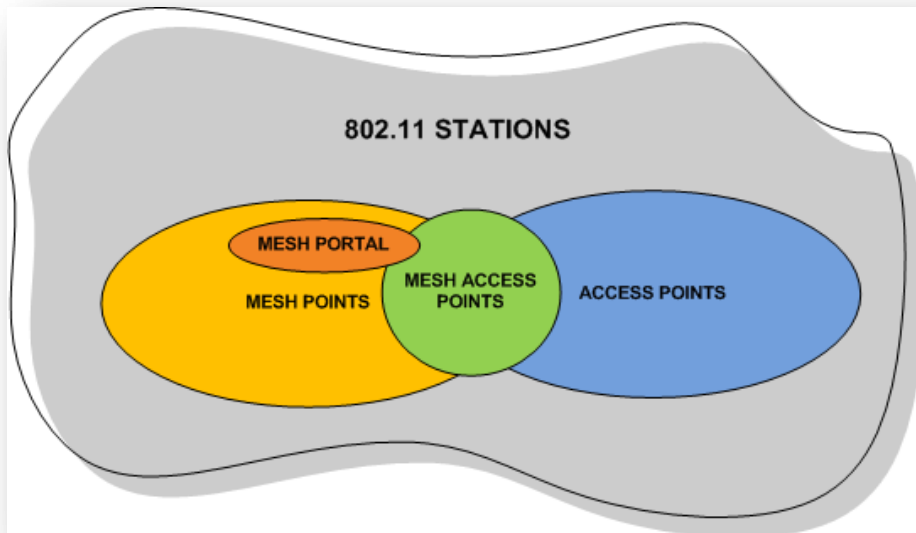 802.11 STATIONS
MESH PORTAL
MESH POINTS
MESH ACCESS
POINTS
ACCESS POINTS